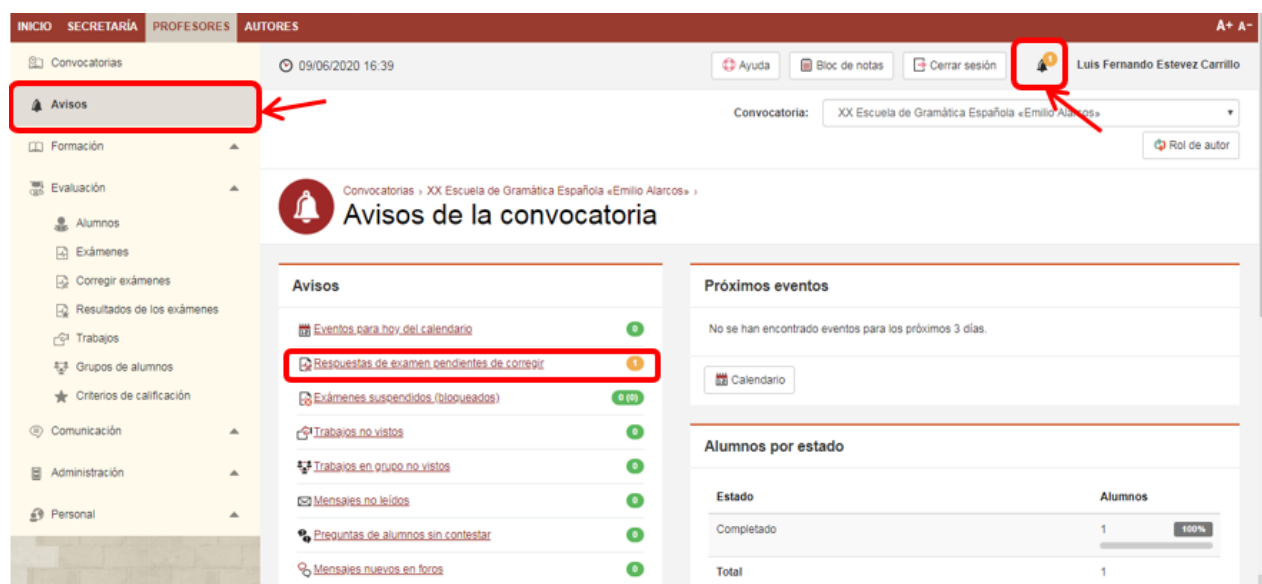 INICIO SECRETARÍA PROFESORES AUTORES A+ A-
Convocatorias
Avisos
Formación
Evaluación
Alumnos
Exámenes
Corregir exámenes
Resultados de los exámenes
Trabajos
Grupos de alumnos
Criterios de calificación
Comunicación
Administración
Personal
09/06/2020 16:39 Ayuda Bloc de notas Cerrar sesión 1 Luis Fernando Estevez Carrillo
Convocatoria: XX Escuela de Gramática Española «Emilio Alarcos»
Rol de autor
Convocatorias › XX Escuela de Gramática Española «Emilio Alarcos» ›
Avisos de la convocatoria
Avisos
Eventos para hoy del calendario 0
Respuestas de examen pendientes de corregir 1
Exámenes suspendidos (bloqueados) 0 (0)
Trabajos no vistos 0
Trabajos en grupo no vistos 0
Mensajes no leídos 0
Preguntas de alumnos sin contestar 0
Mensajes nuevos en foros 0
Próximos eventos
No se han encontrado eventos para los próximos 3 días.
Calendario
Alumnos por estado
Estado Alumnos
Completado 1 100%
Total 1